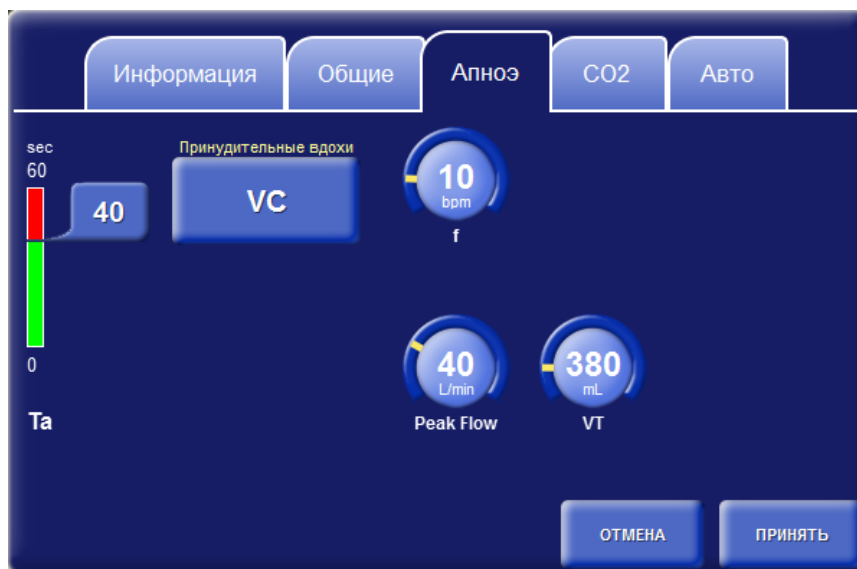 Информация
Общие
Апноэ
CO2
Авто
sec
60
40
0
Ta
Принудительные вдохи
VC
10
bpm
f
40
L/min
Peak Flow
380
mL
VT
ОТМЕНА
ПРИНЯТЬ